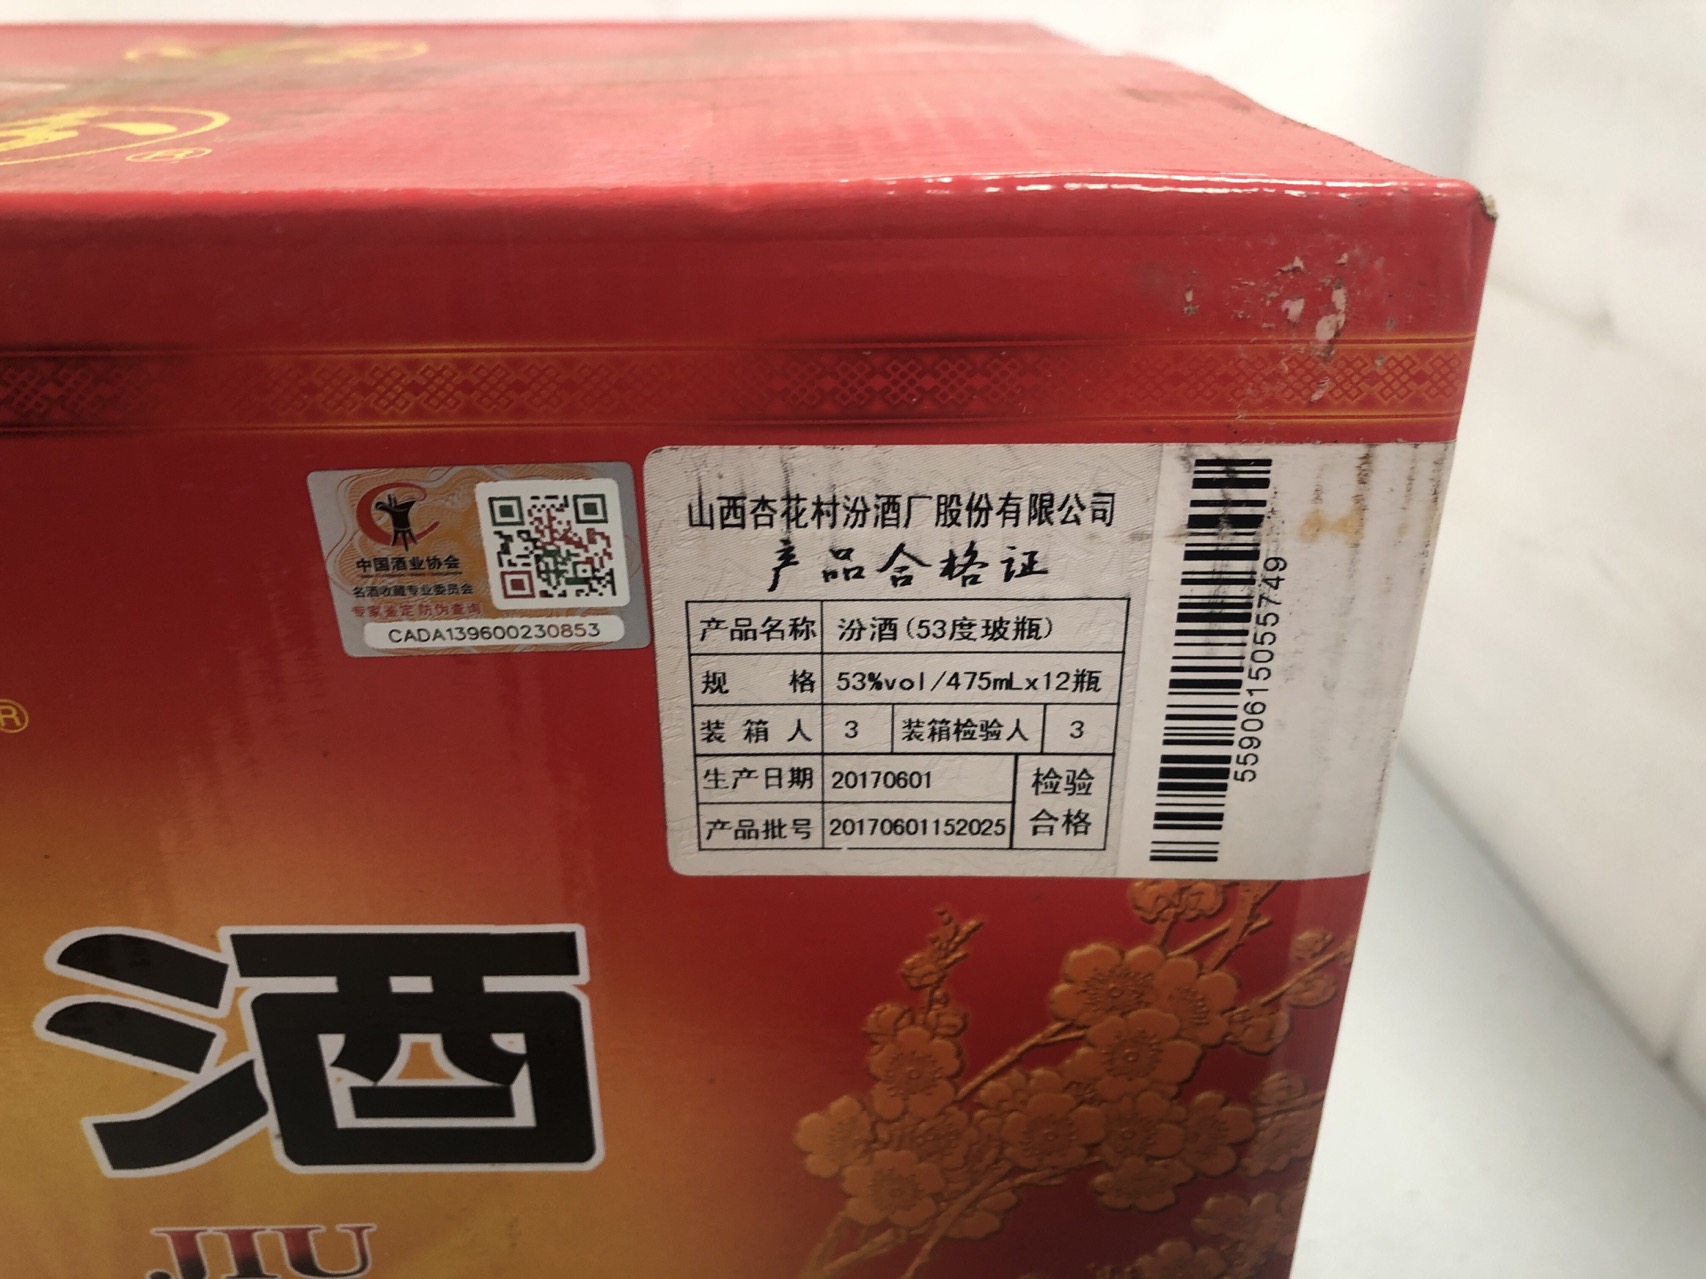 ®
中国酒业协会
名酒收藏专业委员会
专家鉴定 防伪查询
CADA139600230853
山西杏花村汾酒厂股份有限公司
产品合格证
产品名称 汾酒(53度玻瓶)
规 格 53%vol/475mLx12瓶
装箱人 3 装箱检验人 3
生产日期 20170601 检验
产品批号 20170601152025 合格
55906150557​49
®
酒
JIU